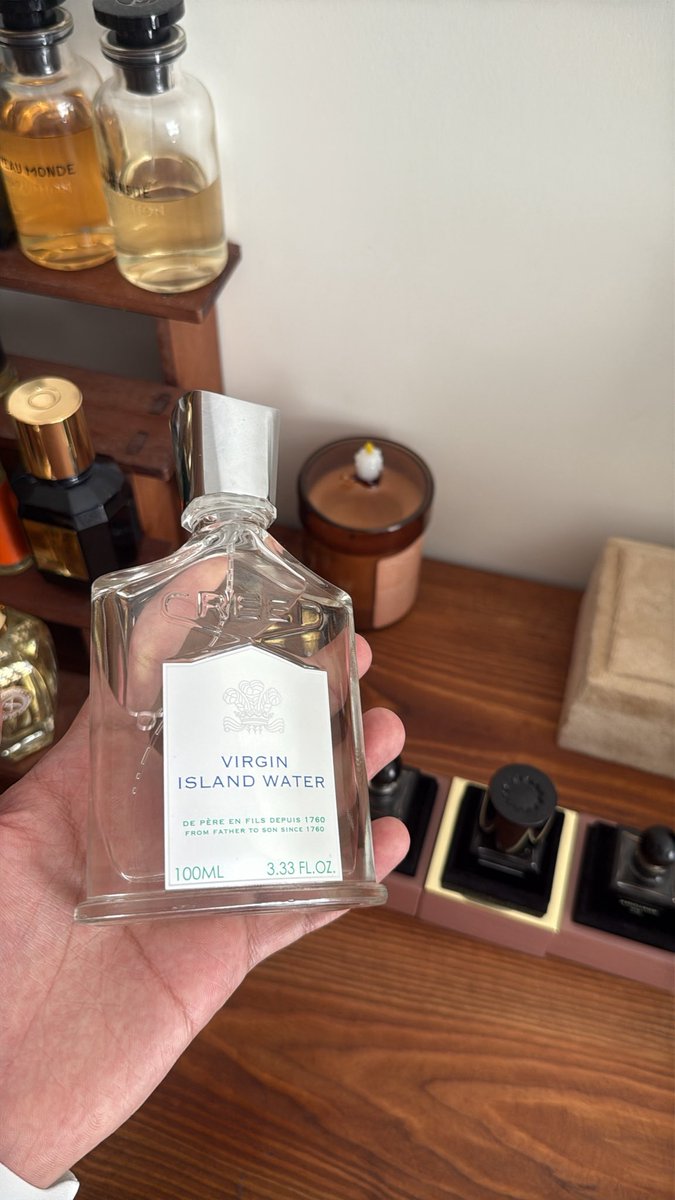 EAU MONDE
CREED
VIRGIN
ISLAND WATER
DE PÈRE EN FILS DEPUIS 1760
FROM FATHER TO SON SINCE 1760
100ML 3.33 FL.OZ.